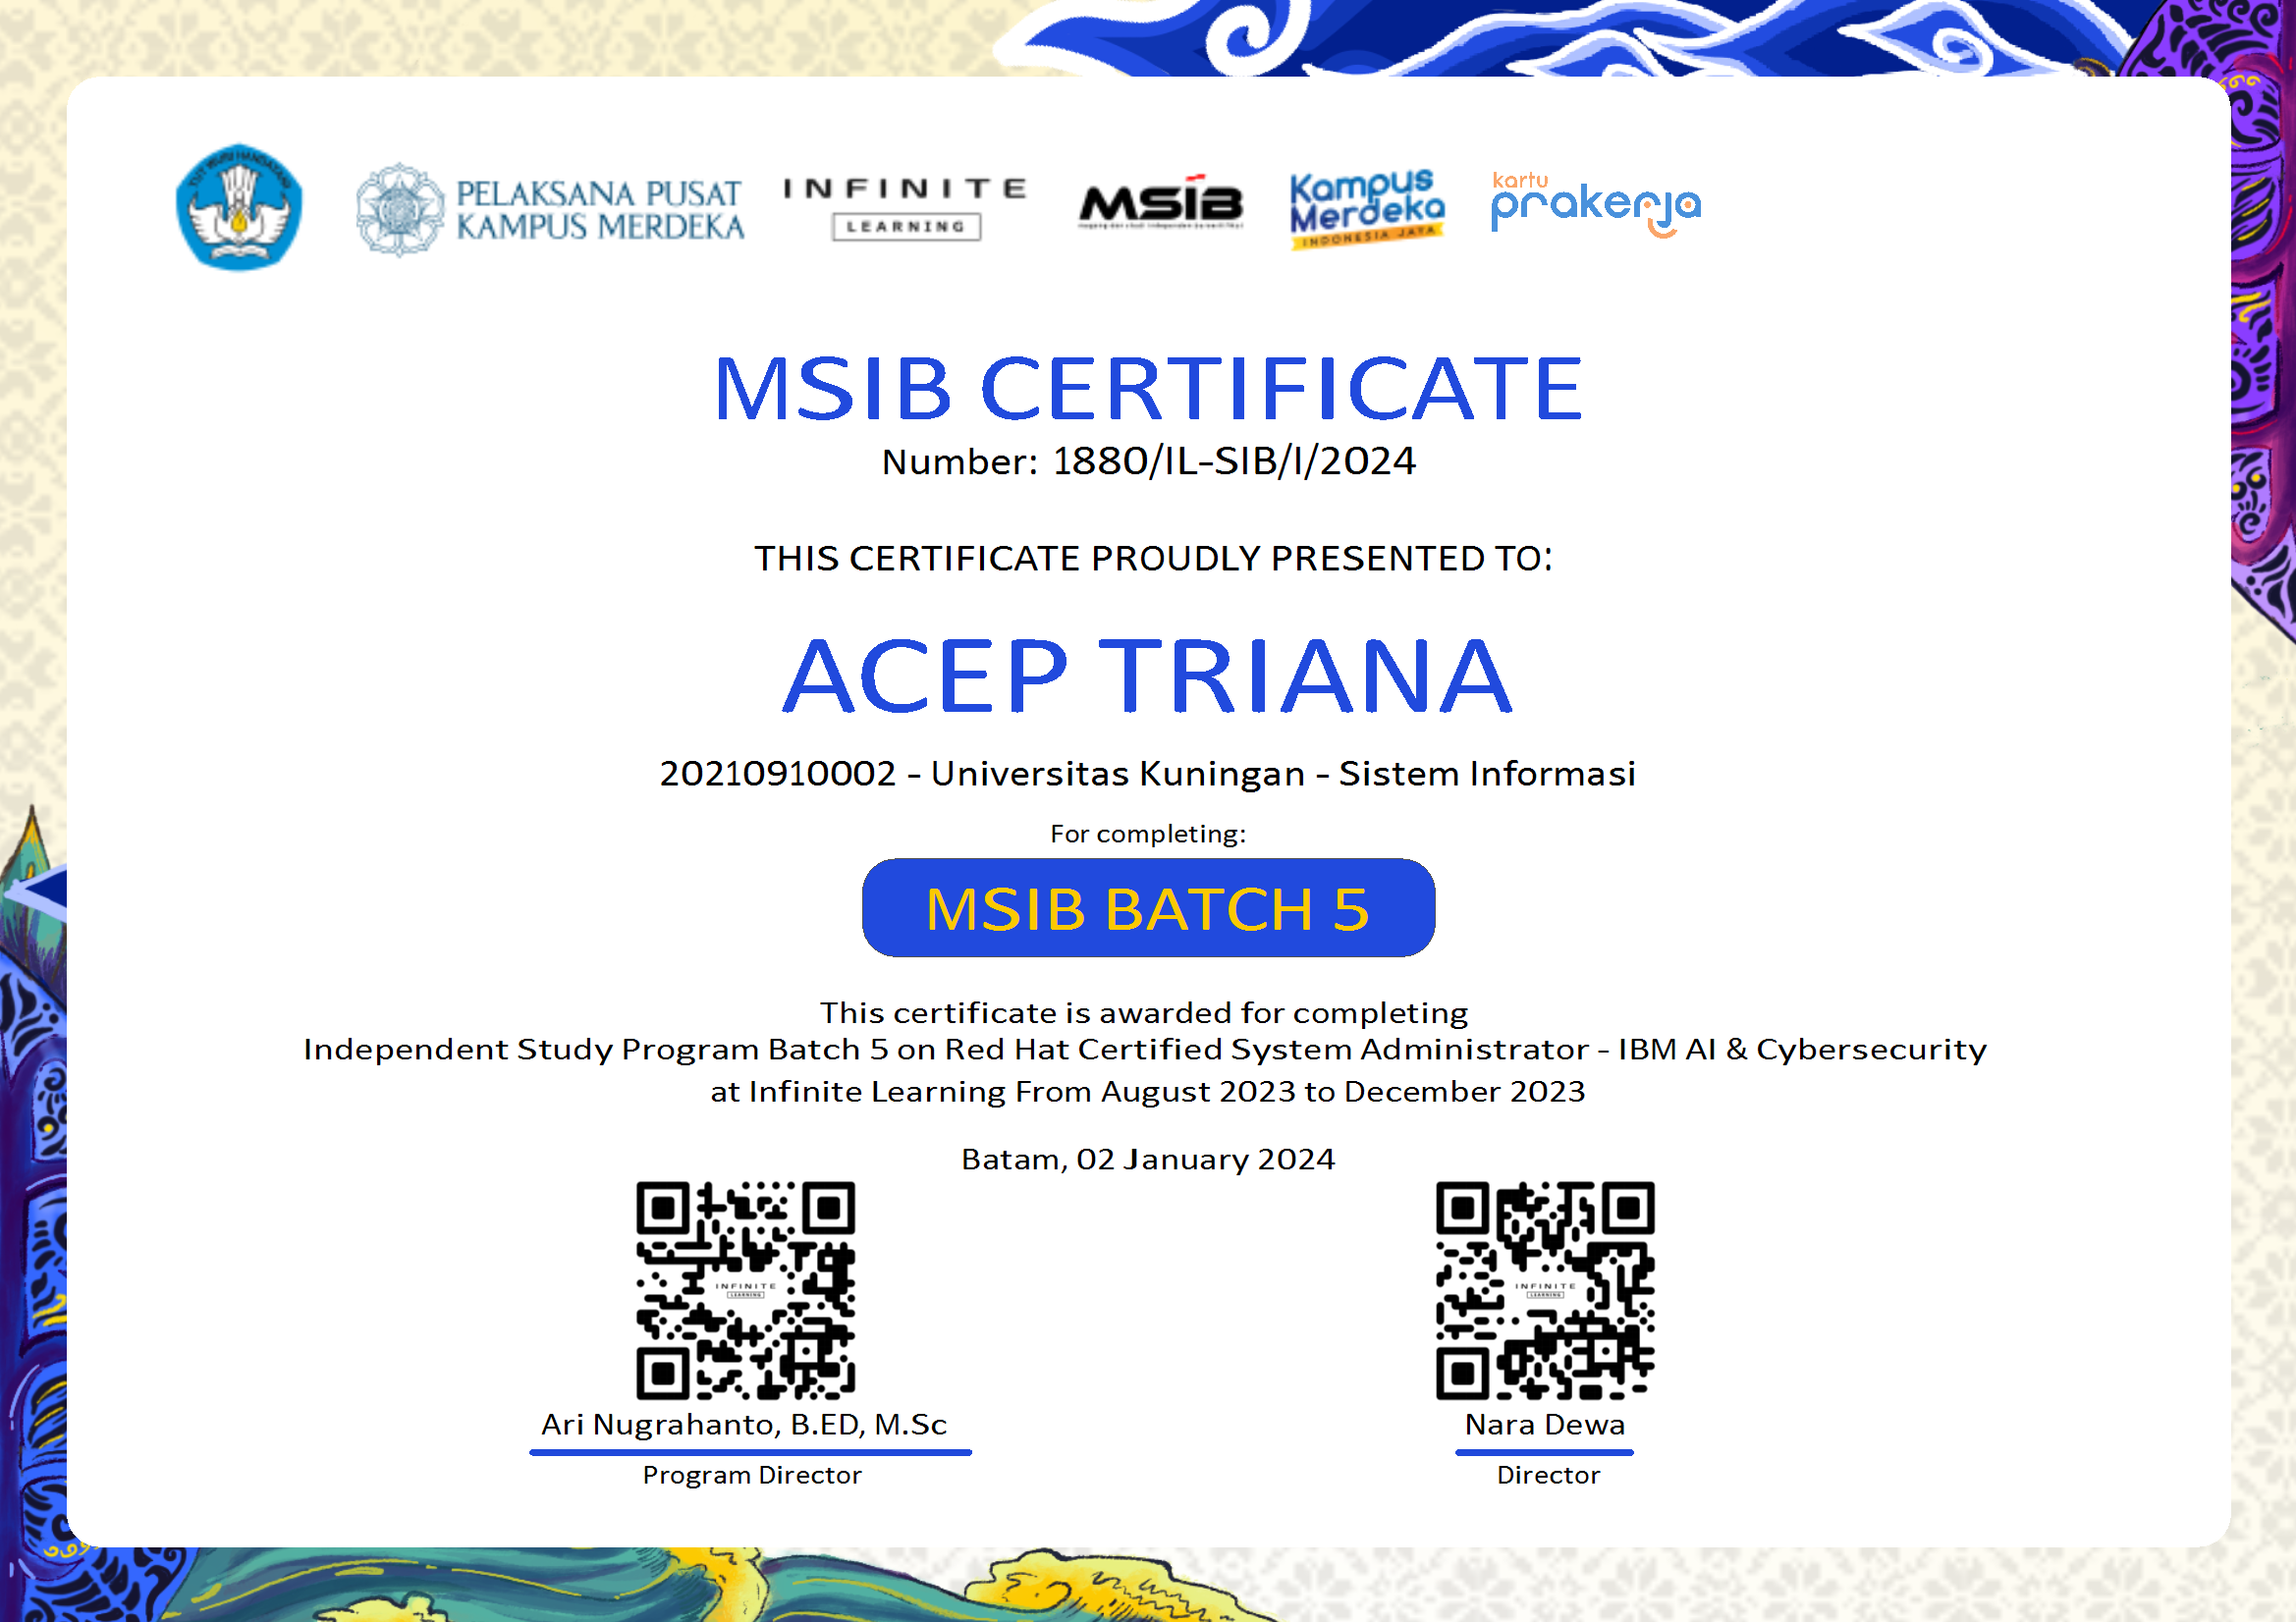 TUT WURI HANDAYANI
PELAKSANA PUSAT
KAMPUS MERDEKA
INFINITE
LEARNING
MSIB
Kampus
Merdeka
INDONESIA JAYA
kartu
prakerja
MSIB CERTIFICATE
Number: 1880/IL-SIB/I/2024
THIS CERTIFICATE PROUDLY PRESENTED TO:
ACEP TRIANA
20210910002 - Universitas Kuningan - Sistem Informasi
For completing:
MSIB BATCH 5
This certificate is awarded for completing
Independent Study Program Batch 5 on Red Hat Certified System Administrator - IBM AI & Cybersecurity
at Infinite Learning From August 2023 to December 2023
Batam, 02 January 2024
INFINITE
LEARNING
INFINITE
LEARNING
Ari Nugrahanto, B.ED, M.Sc
Nara Dewa
Program Director
Director